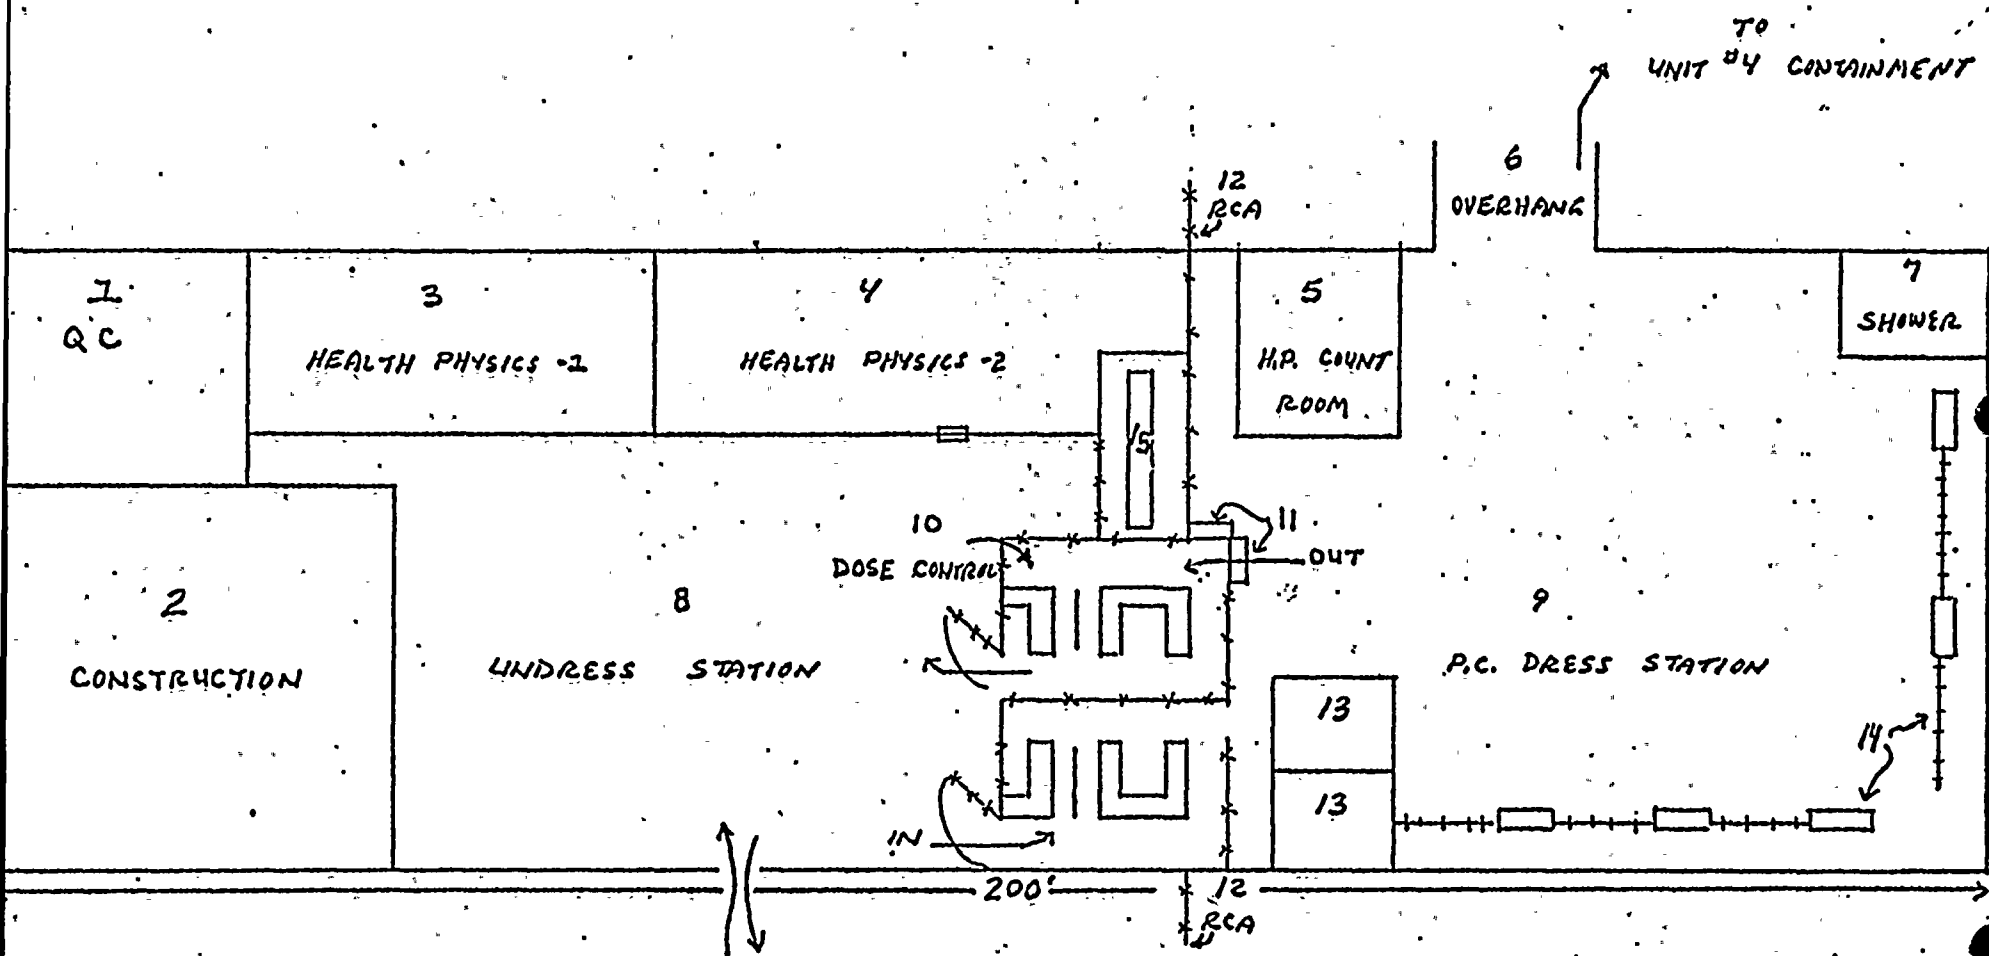 TO
UNIT #4 CONTAINMENT
6
OVERHANG
12
RCA
1
QC
3
HEALTH PHYSICS -1
4
HEALTH PHYSICS -2
5
H.P. COUNT
ROOM
7
SHOWER
15
10
DOSE CONTROL
11
OUT
2
CONSTRUCTION
8
UNDRESS STATION
9
P.C. DRESS STATION
13
13
14
IN
200'
12
RCA